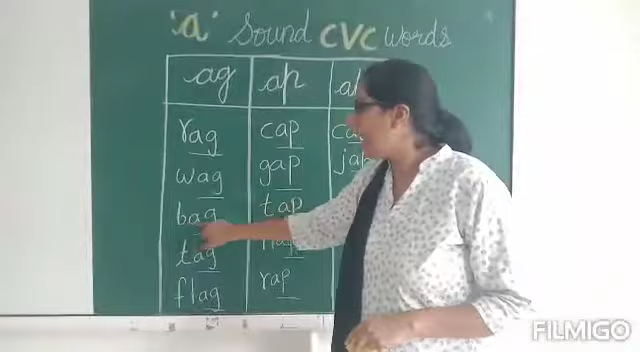 'a' Sound CVC words
ag ap
rag cap
wag gap
bag tap
tag
flag rap
FILMIGO